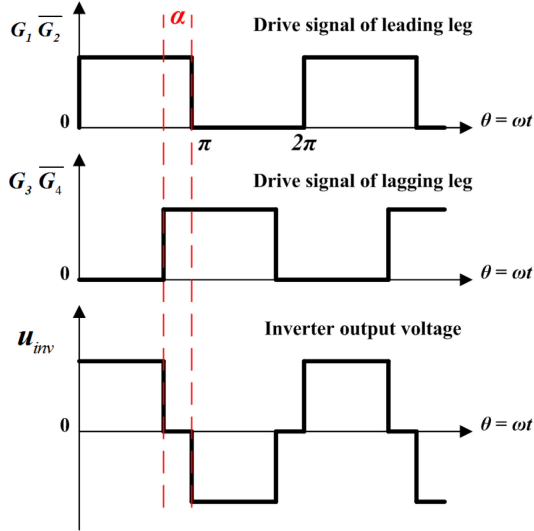 α
G1 G2 Drive signal of leading leg
0 θ = ωt
π 2π
G3 G4 Drive signal of lagging leg
0 θ = ωt
Inverter output voltage
uinv
0 θ = ωt